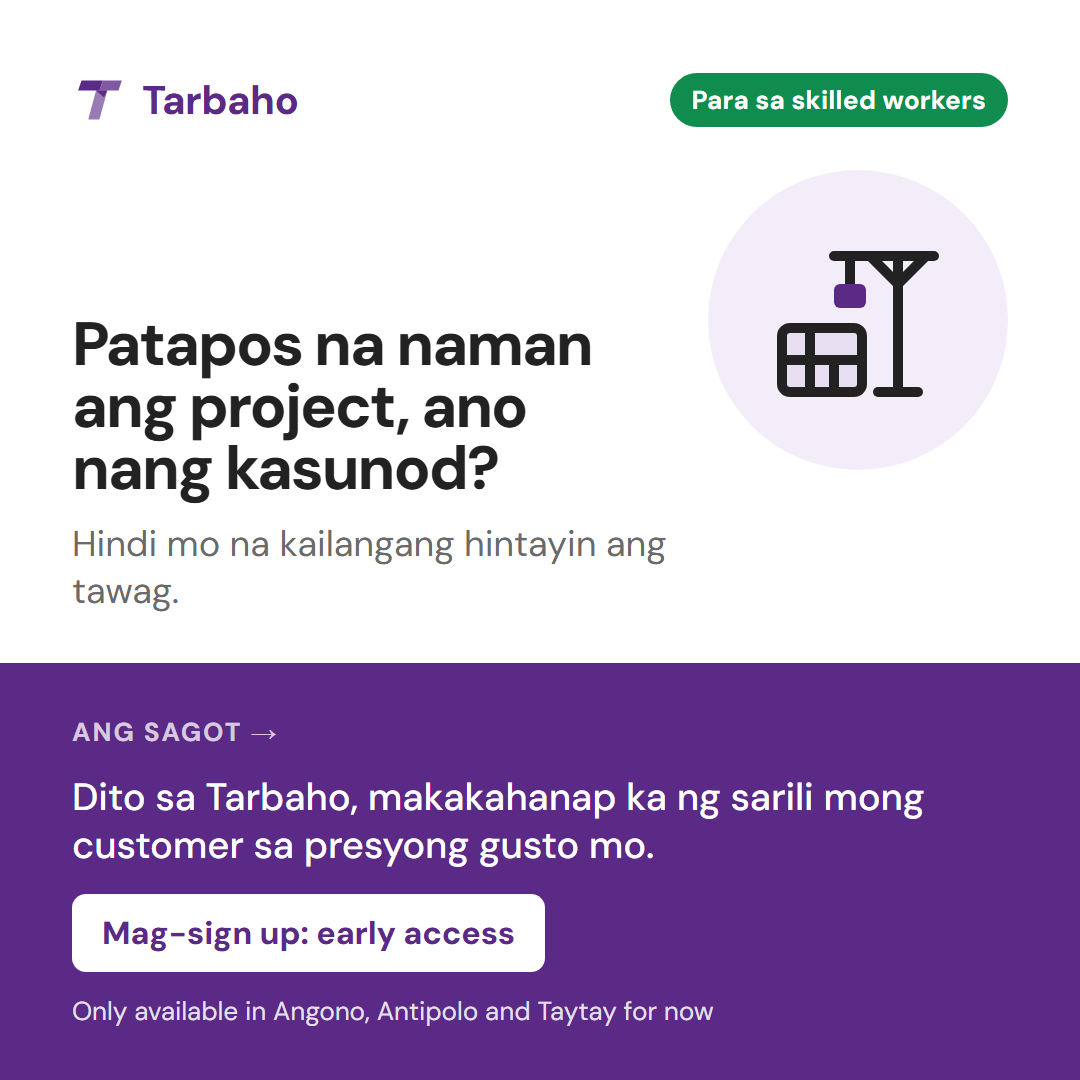 Tarbaho
Para sa skilled workers
Patapos na naman
ang project, ano
nang kasunod?
Hindi mo na kailangang hintayin ang
tawag.
ANG SAGOT →
Dito sa Tarbaho, makakahanap ka ng sarili mong
customer sa presyong gusto mo.
Mag-sign up: early access
Only available in Angono, Antipolo and Taytay for now